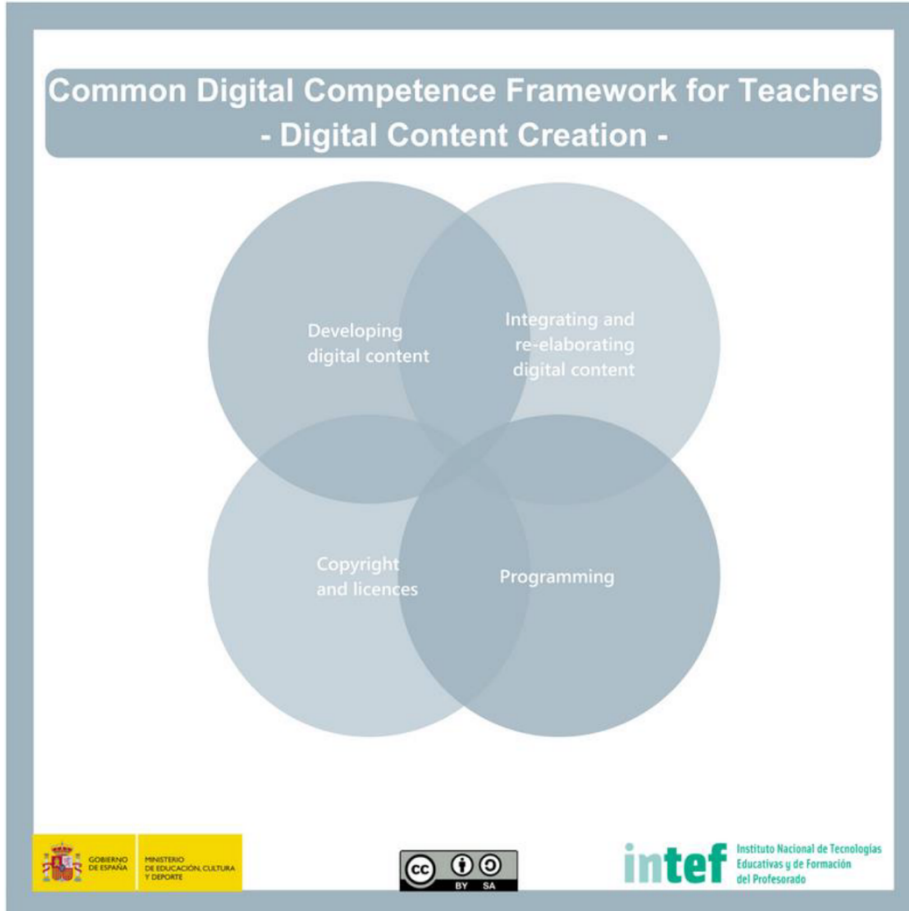 Common Digital Competence Framework for Teachers
- Digital Content Creation -
Developing
digital content
Integrating and
re-elaborating
digital content
Copyright
and licences
Programming
GOBIERNO
DE ESPAÑA
MINISTERIO
DE EDUCACIÓN, CULTURA
Y DEPORTE
cc
BY SA
intef
Instituto Nacional de Tecnologías
Educativas y de Formación
del Profesorado